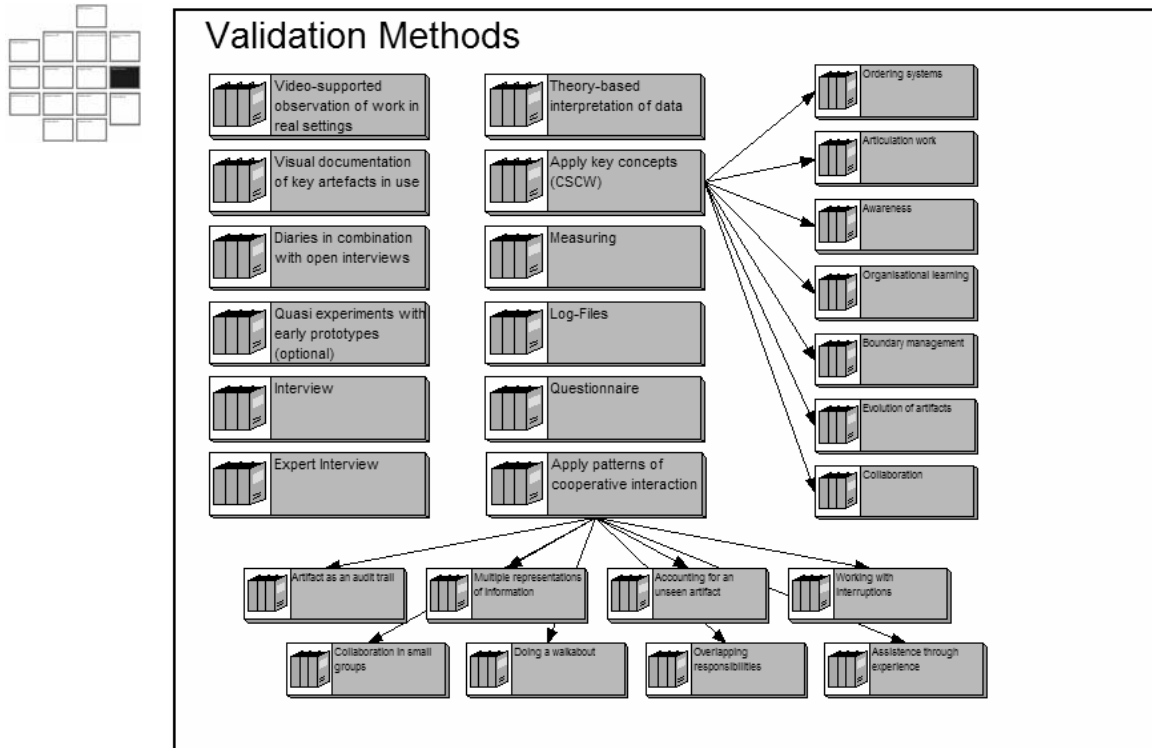 Validation Methods
Video-supported
observation of work in
real settings
Visual documentation
of key artefacts in use
Diaries in combination
with open interviews
Quasi experiments with
early prototypes
(optional)
Interview
Expert Interview
Theory-based
interpretation of data
Apply key concepts
(CSCW)
Measuring
Log-Files
Questionnaire
Apply patterns of
cooperative interaction
Ordering systems
Articulation work
Awareness
Organisational learning
Boundary management
Evolution of artifacts
Collaboration
Artifact as an audit trail
Multiple representations
of information
Accounting for an
unseen artifact
Working with
interruptions
Collaboration in small
groups
Doing a walkabout
Overlapping
responsibilities
Assistence through
experience